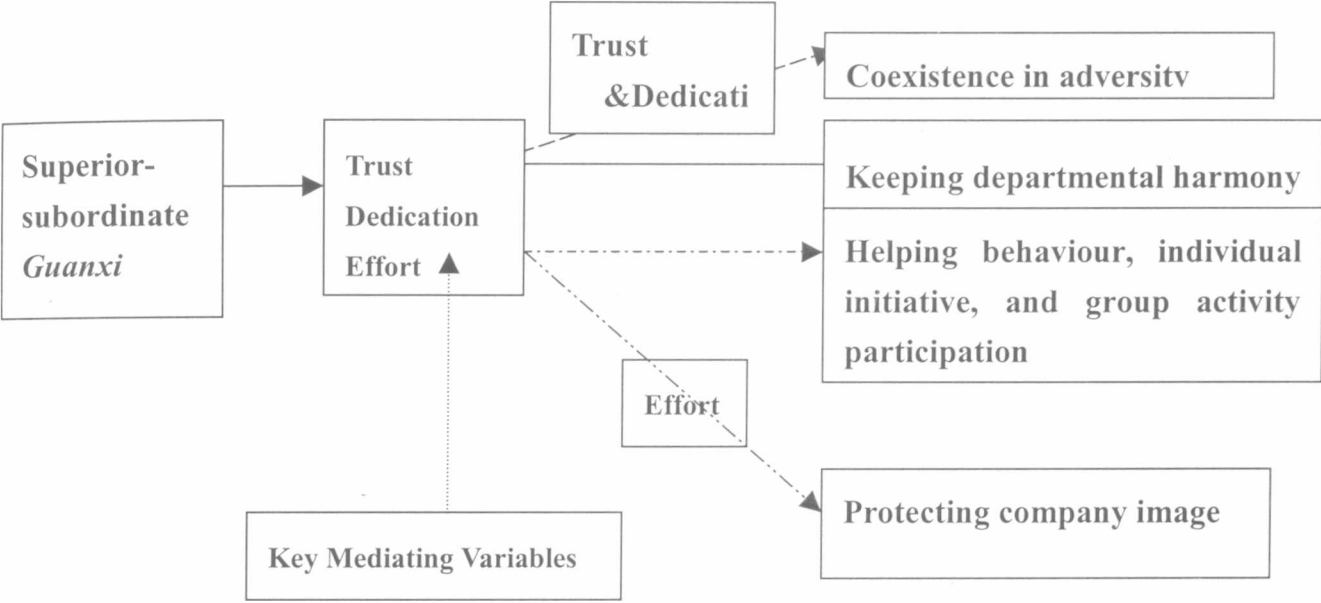 Trust
&Dedicati
Coexistence in adversity
Superior-
subordinate
Guanxi
Trust
Dedication
Effort
Keeping departmental harmony
Helping behaviour, individual
initiative, and group activity
participation
Effort
Protecting company image
Key Mediating Variables